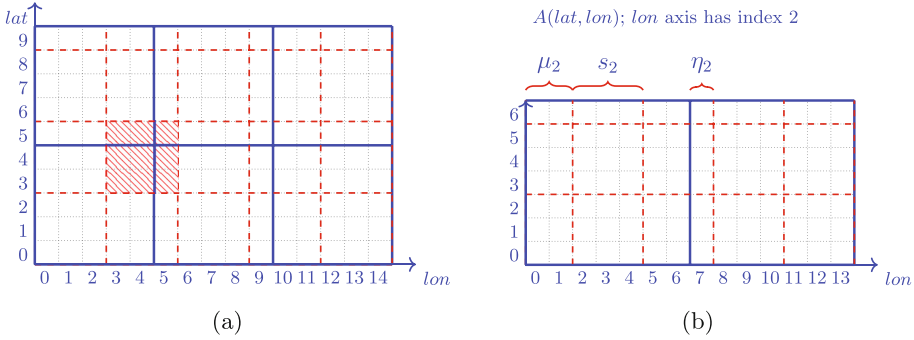 lat
9
8
7
6
5
4
3
2
1
0
0 1 2 3 4 5 6 7 8 9 10 11 12 13 14
lon
(a)
A(lat, lon); lon axis has index 2
μ₂ s₂ η₂
6
5
4
3
2
1
0
0 1 2 3 4 5 6 7 8 9 10 11 12 13
lon
(b)